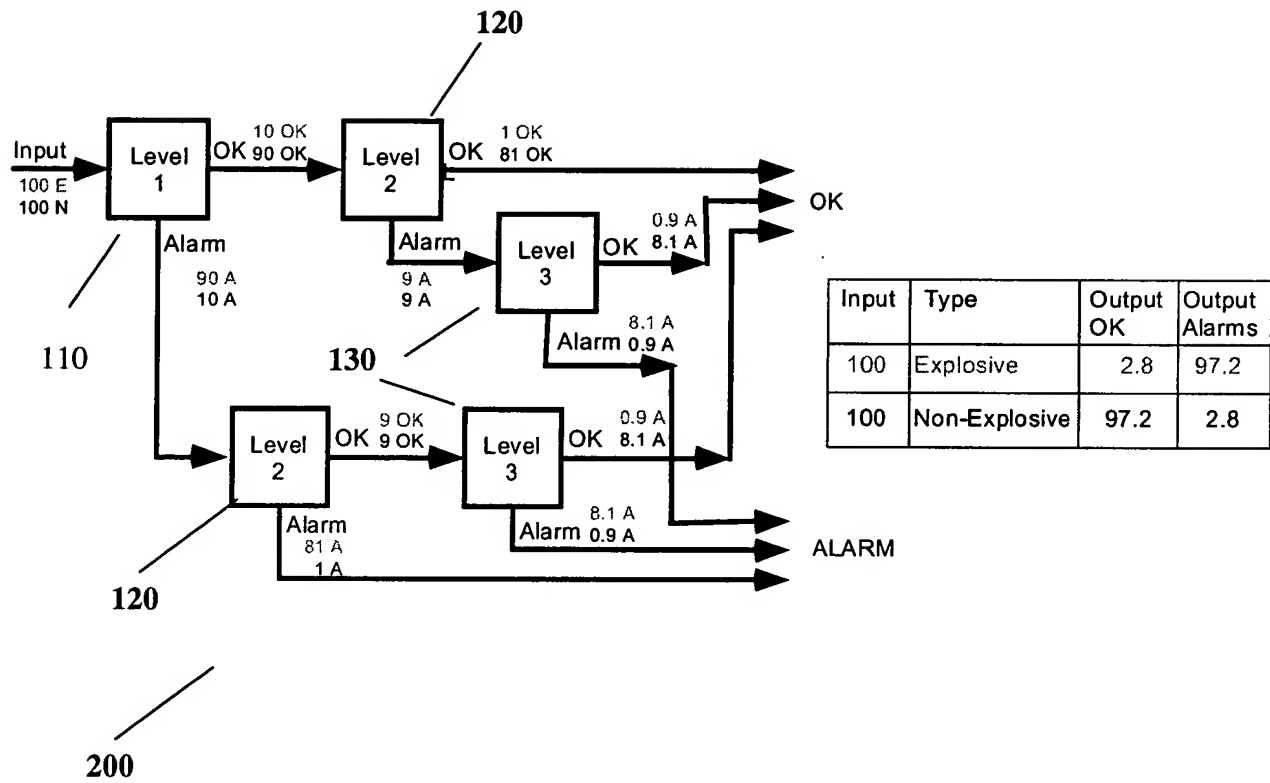 120
Input
100 E
100 N
Level
1
OK
10 OK
90 OK
Level
2
OK
1 OK
81 OK
OK
Alarm
90 A
10 A
110
Alarm
9 A
9 A
Level
3
OK
0.9 A
8.1 A
Alarm
8.1 A
0.9 A
130
Input Type Output OK Output Alarms
100 Explosive 2.8 97.2
100 Non-Explosive 97.2 2.8
Level
2
OK
9 OK
9 OK
Level
3
OK
0.9 A
8.1 A
Alarm
8.1 A
0.9 A
Alarm
81 A
1 A
ALARM
120
200